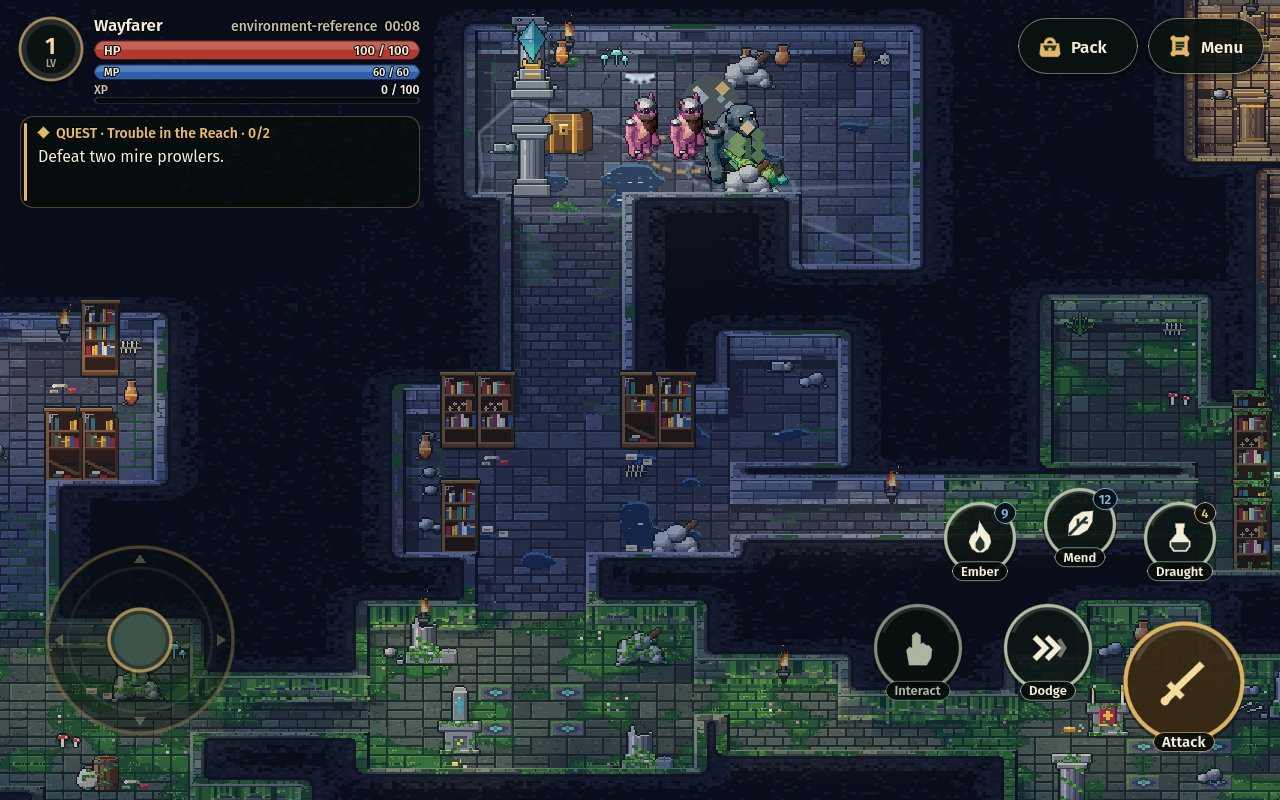 1
LV
Wayfarer
environment-reference 00:08
HP 100 / 100
MP 60 / 60
XP 0 / 100
QUEST · Trouble in the Reach · 0/2
Defeat two mire prowlers.
Pack
Menu
9
Ember
12
Mend
4
Draught
Interact
Dodge
Attack